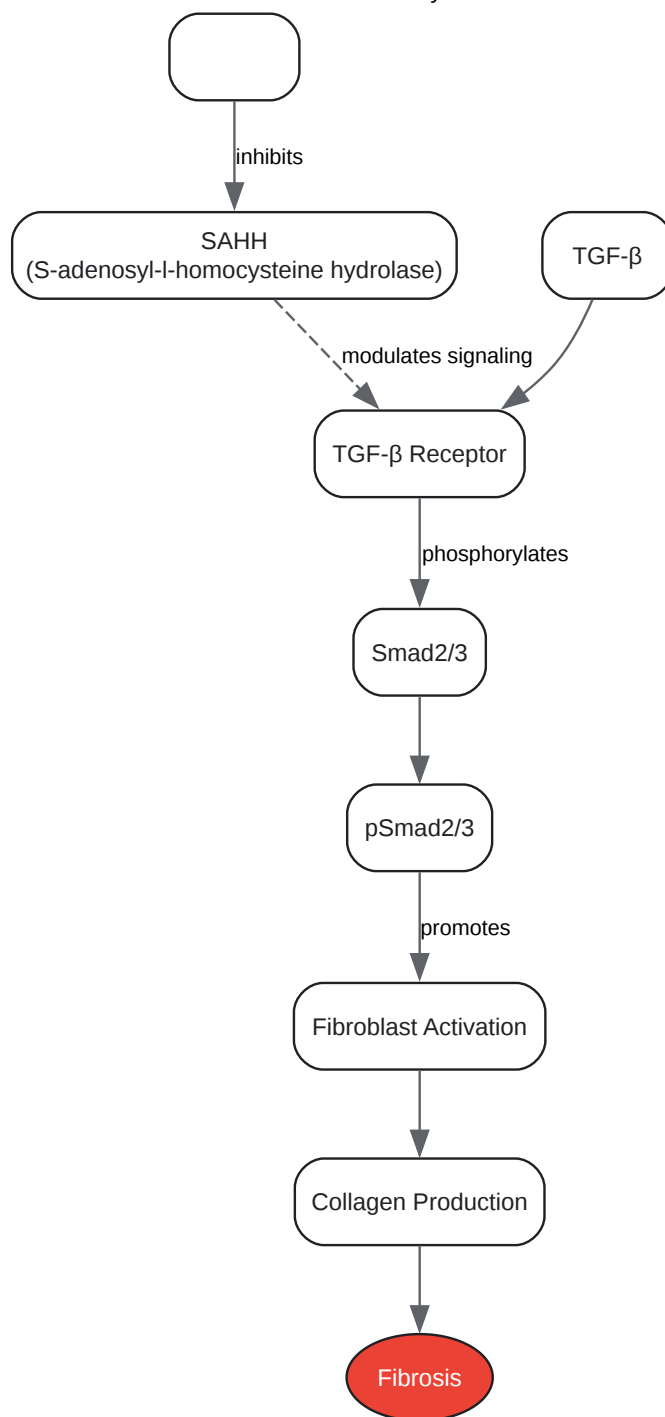 inhibits
SAHH
(S-adenosyl-l-homocysteine hydrolase)
TGF-β
modulates signaling
TGF-β Receptor
phosphorylates
Smad2/3
pSmad2/3
promotes
Fibroblast Activation
Collagen Production
Fibrosis